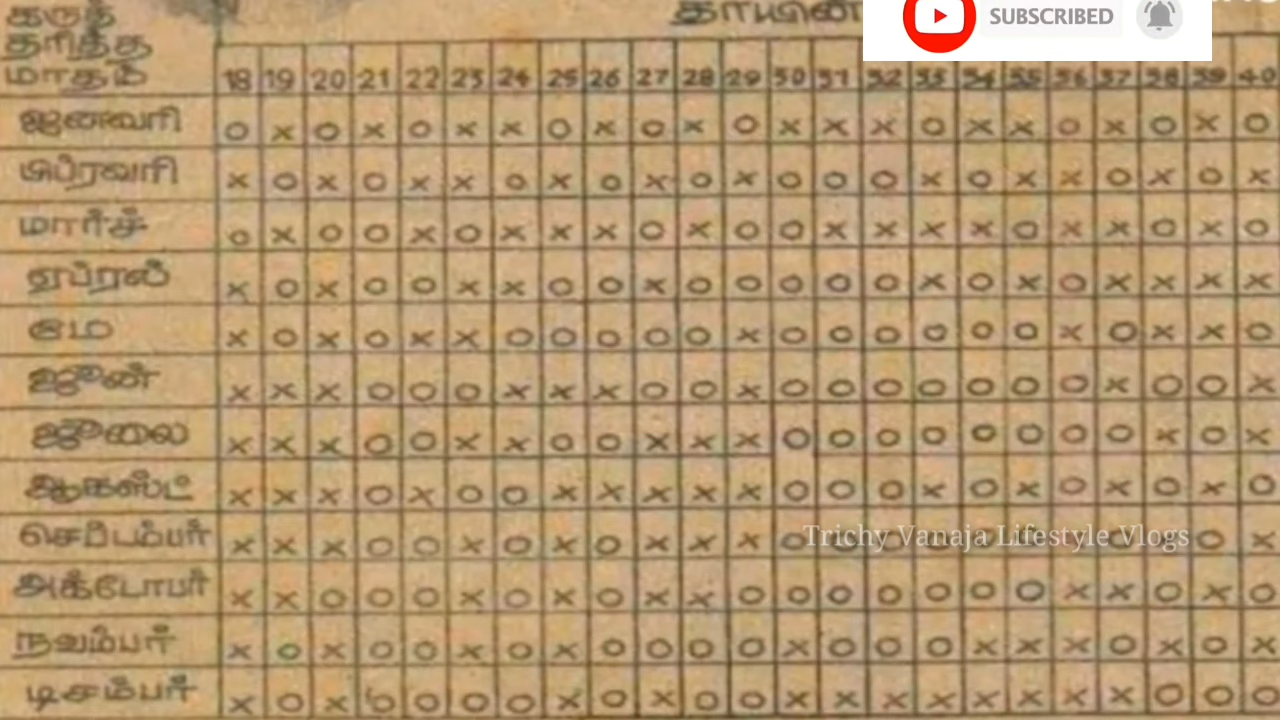 கருத் தாயின் SUBSCRIBED
தரித்த
மாதம் 18 19 20 21 22 23 24 25 26 27 28 29 30 31 32 33 34 35 36 37 38 39 40
ஜனவரி O X O X O X X O X O X O X X X O X X O X O X O
பிப்ரவரி X O X O X X O X O X O X O O O X O X X O X O X
மார்ச் O X O O X O X X X O X O O X X X X O X X O X O
ஏப்ரல் X O X O O X X O O X O O O O O X O X O X X X X
மே X O X O X X O O O O O X O O O O O O X O X X O
ஜூன் X X X O O O X X X O O X O O O O O O O X O O X
ஜூலை X X X O O X X O O X X X O O O O O O O O X O X
ஆகஸ்ட் X X X O X O O X X X X X O O O X O X O X O X O
செப்டம்பர் X X X O O X O X O X X X O O O O O O O O O O X
Trichy Vanaja Lifestyle Vlogs
அக்டோபர் X X O O O X O X O X X O O O O O O O X X O X O
நவம்பர் X O X O O X O X O O O O X O O O X X X O X O X
டிசம்பர் X O X O O O O X O X O O X X X X X X X X O O O